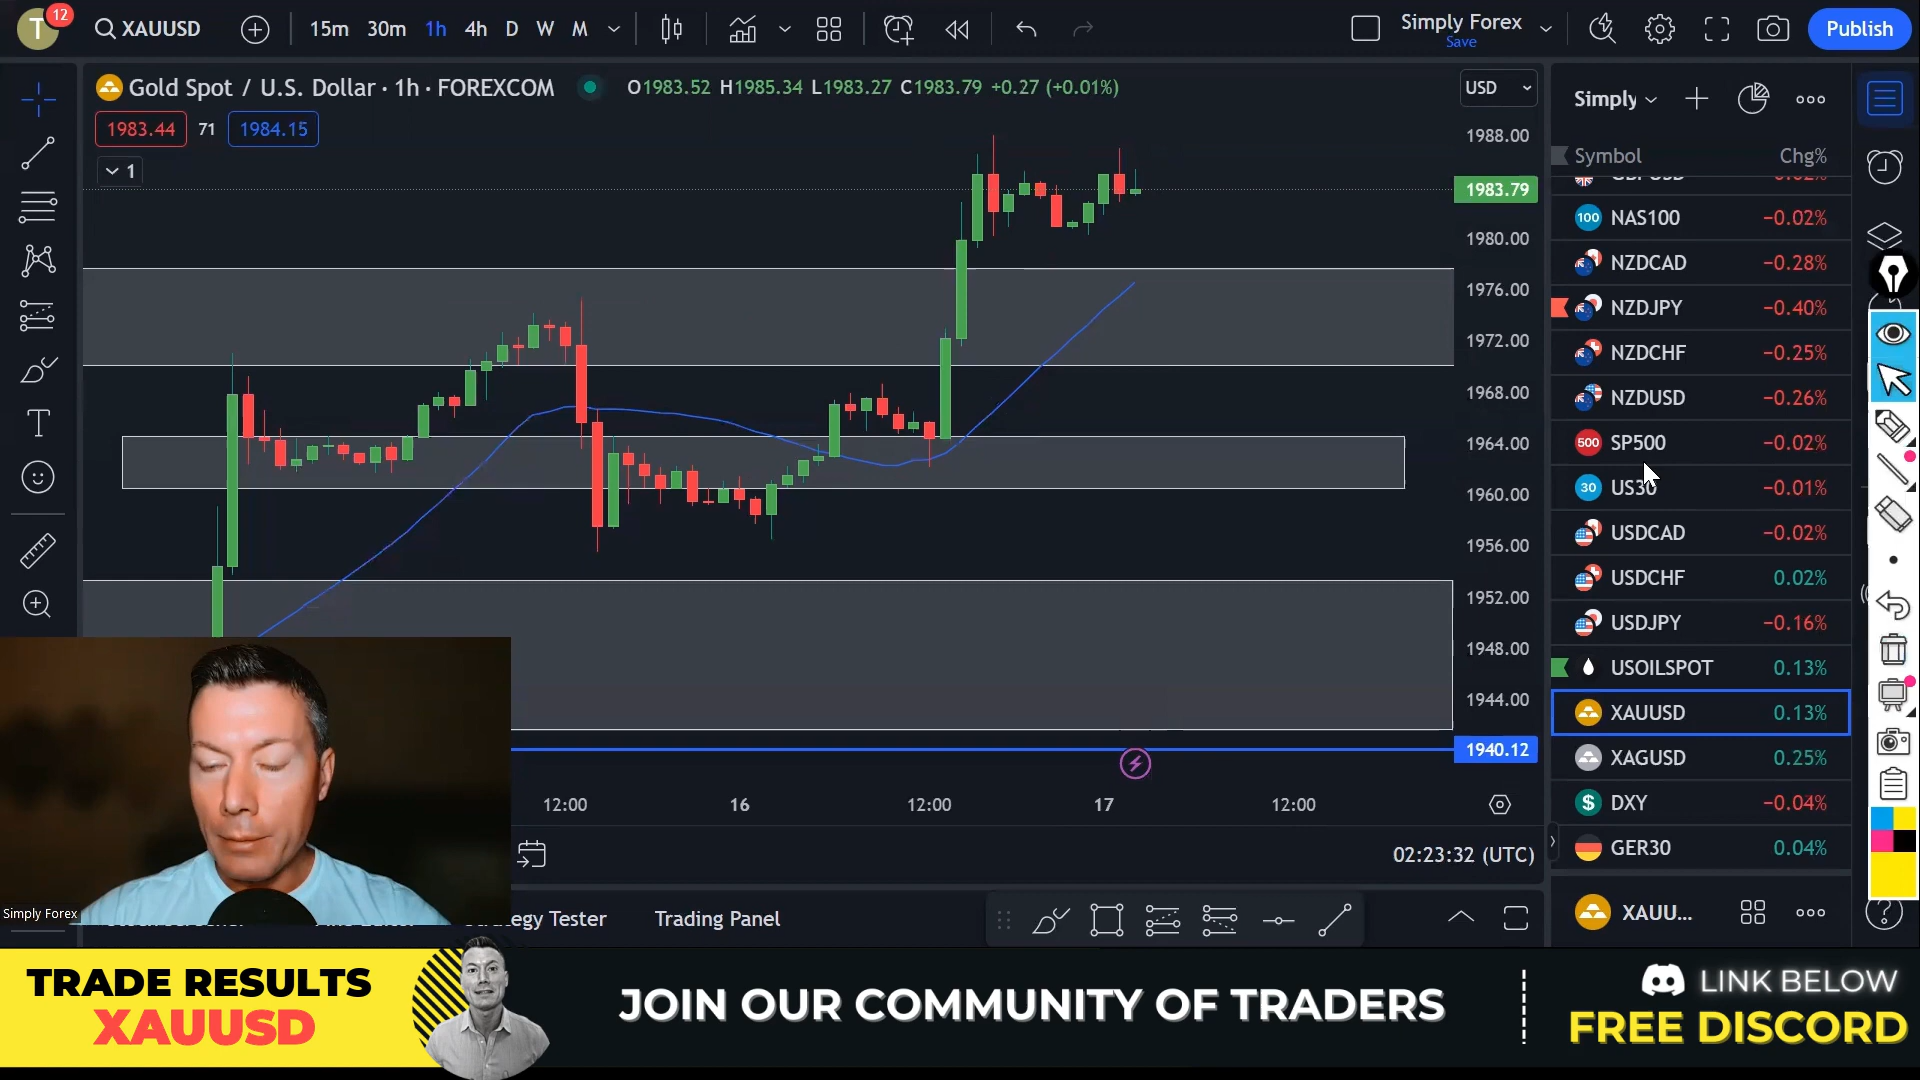 T
12
XAUUSD
15m
30m
1h
4h
D
W
M
Simply Forex
Save
Publish
Gold Spot / U.S. Dollar · 1h · FOREXCOM
O1983.52 H1985.34 L1983.27 C1983.79 +0.27 (+0.01%)
USD
1983.44
71
1984.15
1
1988.00
1983.79
1980.00
1976.00
1972.00
1968.00
1964.00
1960.00
1956.00
1952.00
1948.00
1944.00
1940.12
12:00
16
12:00
17
12:00
02:23:32 (UTC)
Trading Panel
Simply
Symbol Chg%
100 NAS100 −0.02%
NZDCAD −0.28%
NZDJPY −0.40%
NZDCHF −0.25%
NZDUSD −0.26%
500 SP500 −0.02%
30 US30 −0.01%
USDCAD −0.02%
USDCHF 0.02%
USDJPY −0.16%
USOILSPOT 0.13%
XAUUSD 0.13%
XAGUSD 0.25%
$ DXY −0.04%
GER30 0.04%
XAUU...
Simply Forex
TRADE RESULTS
XAUUSD
JOIN OUR COMMUNITY OF TRADERS
LINK BELOW
FREE DISCORD